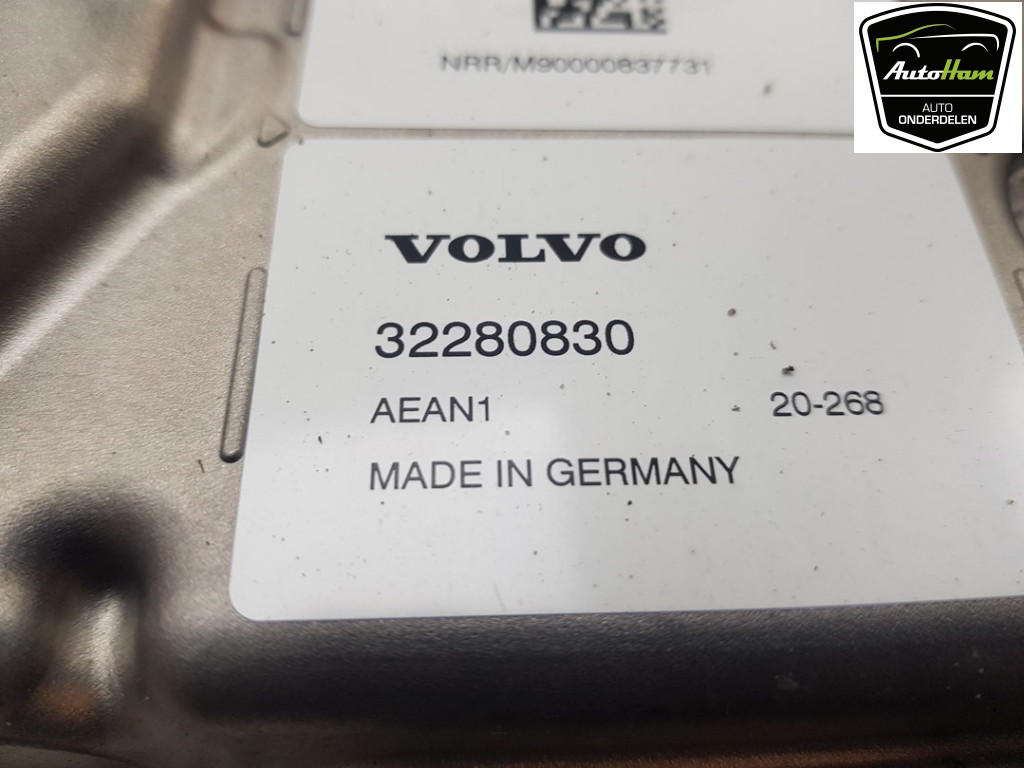 NRR/M90000837731
AutoHam
AUTO
ONDERDELEN
VOLVO
32280830
AEAN1 20-268
MADE IN GERMANY